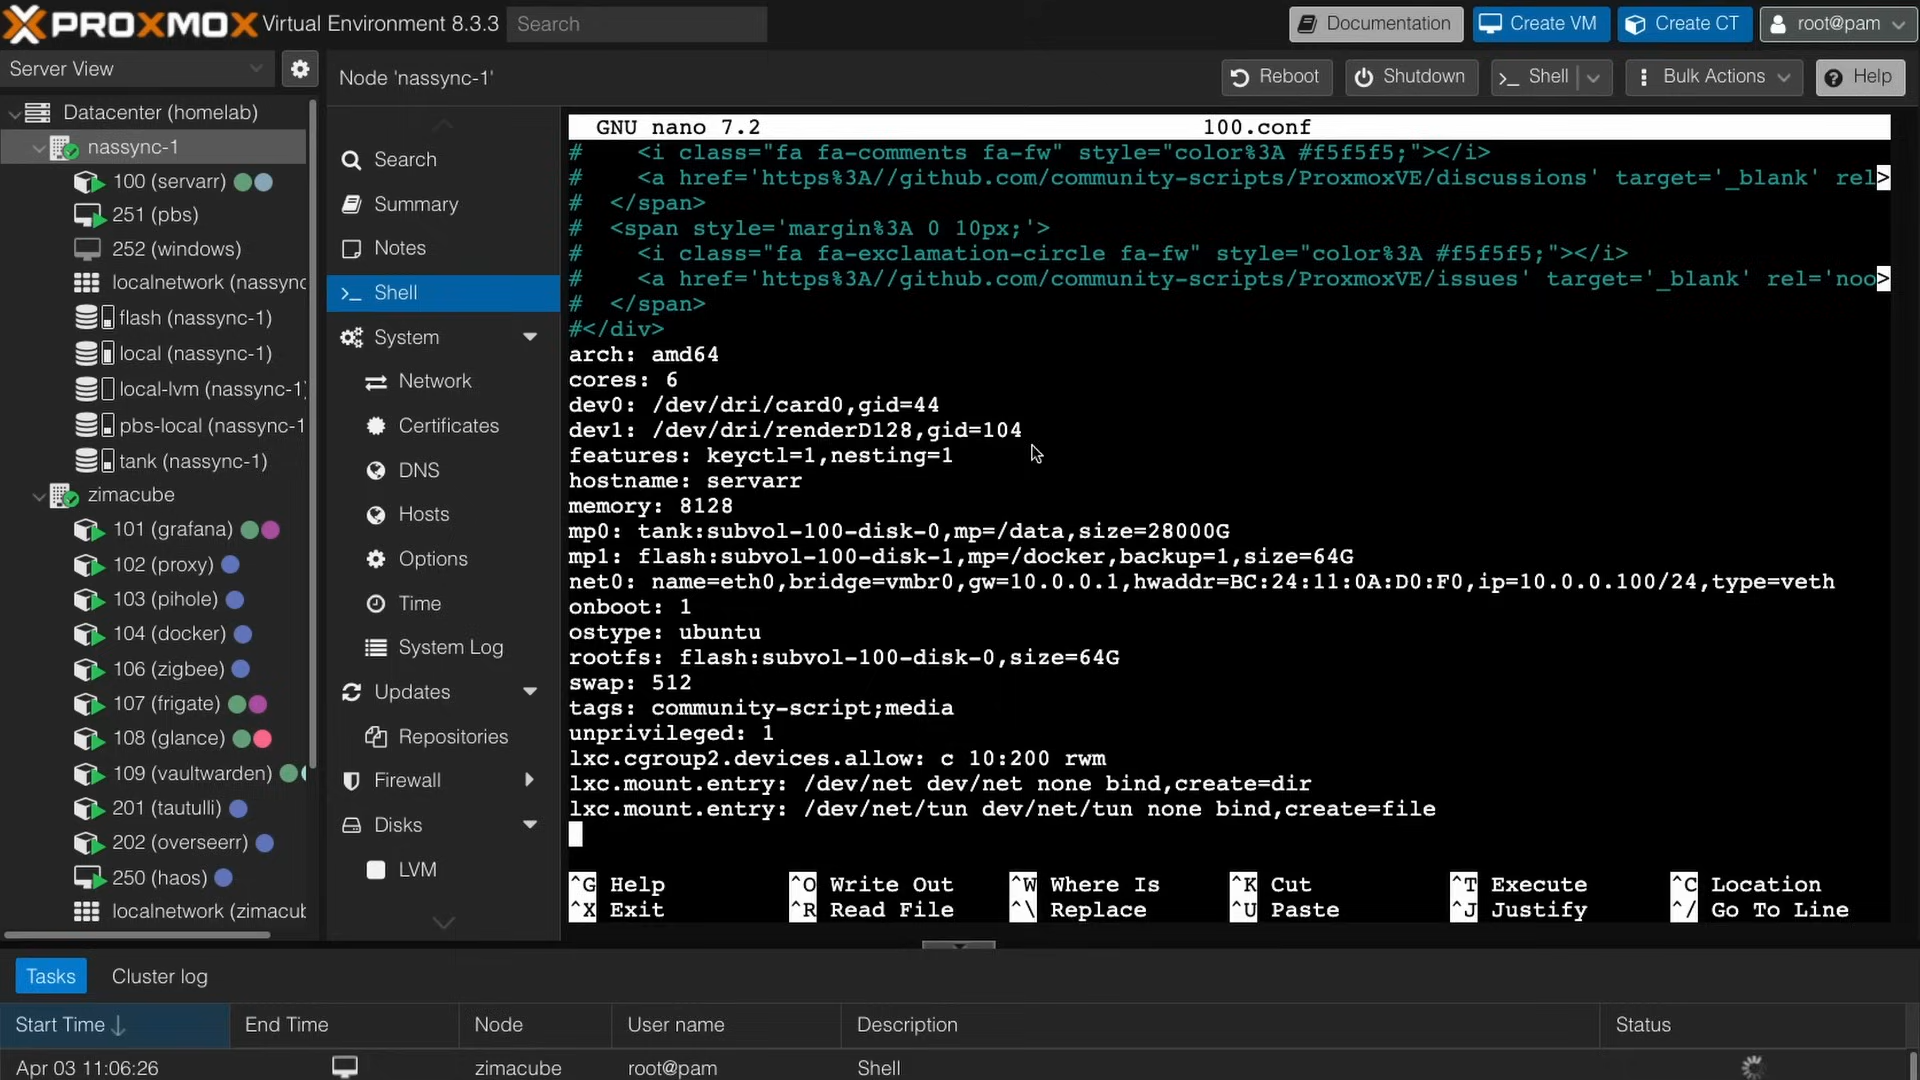 PROXMOX Virtual Environment 8.3.3 Search Documentation Create VM Create CT root@pam
Server View
Node 'nassync-1' Reboot Shutdown >_ Shell Bulk Actions Help
Datacenter (homelab)
nassync-1
100 (servarr)
251 (pbs)
252 (windows)
localnetwork (nassync
flash (nassync-1)
local (nassync-1)
local-lvm (nassync-1)
pbs-local (nassync-1
tank (nassync-1)
zimacube
101 (grafana)
102 (proxy)
103 (pihole)
104 (docker)
106 (zigbee)
107 (frigate)
108 (glance)
109 (vaultwarden)
201 (tautulli)
202 (overseerr)
250 (haos)
localnetwork (zimacub
Search
Summary
Notes
>_ Shell
System
Network
Certificates
DNS
Hosts
Options
Time
System Log
Updates
Repositories
Firewall
Disks
LVM
GNU nano 7.2 100.conf
#    <i class="fa fa-comments fa-fw" style="color%3A #f5f5f5;"></i>
#    <a href='https%3A//github.com/community-scripts/ProxmoxVE/discussions' target='_blank' rel>
#  </span>
#  <span style='margin%3A 0 10px;'>
#    <i class="fa fa-exclamation-circle fa-fw" style="color%3A #f5f5f5;"></i>
#    <a href='https%3A//github.com/community-scripts/ProxmoxVE/issues' target='_blank' rel='noo>
#  </span>
#</div>
arch: amd64
cores: 6
dev0: /dev/dri/card0,gid=44
dev1: /dev/dri/renderD128,gid=104
features: keyctl=1,nesting=1
hostname: servarr
memory: 8128
mp0: tank:subvol-100-disk-0,mp=/data,size=28000G
mp1: flash:subvol-100-disk-1,mp=/docker,backup=1,size=64G
net0: name=eth0,bridge=vmbr0,gw=10.0.0.1,hwaddr=BC:24:11:0A:D0:F0,ip=10.0.0.100/24,type=veth
onboot: 1
ostype: ubuntu
rootfs: flash:subvol-100-disk-0,size=64G
swap: 512
tags: community-script;media
unprivileged: 1
lxc.cgroup2.devices.allow: c 10:200 rwm
lxc.mount.entry: /dev/net dev/net none bind,create=dir
lxc.mount.entry: /dev/net/tun dev/net/tun none bind,create=file
^G Help ^O Write Out ^W Where Is ^K Cut ^T Execute ^C Location
^X Exit ^R Read File ^\ Replace ^U Paste ^J Justify ^/ Go To Line
Tasks Cluster log
Start Time End Time Node User name Description Status
Apr 03 11:06:26 zimacube root@pam Shell